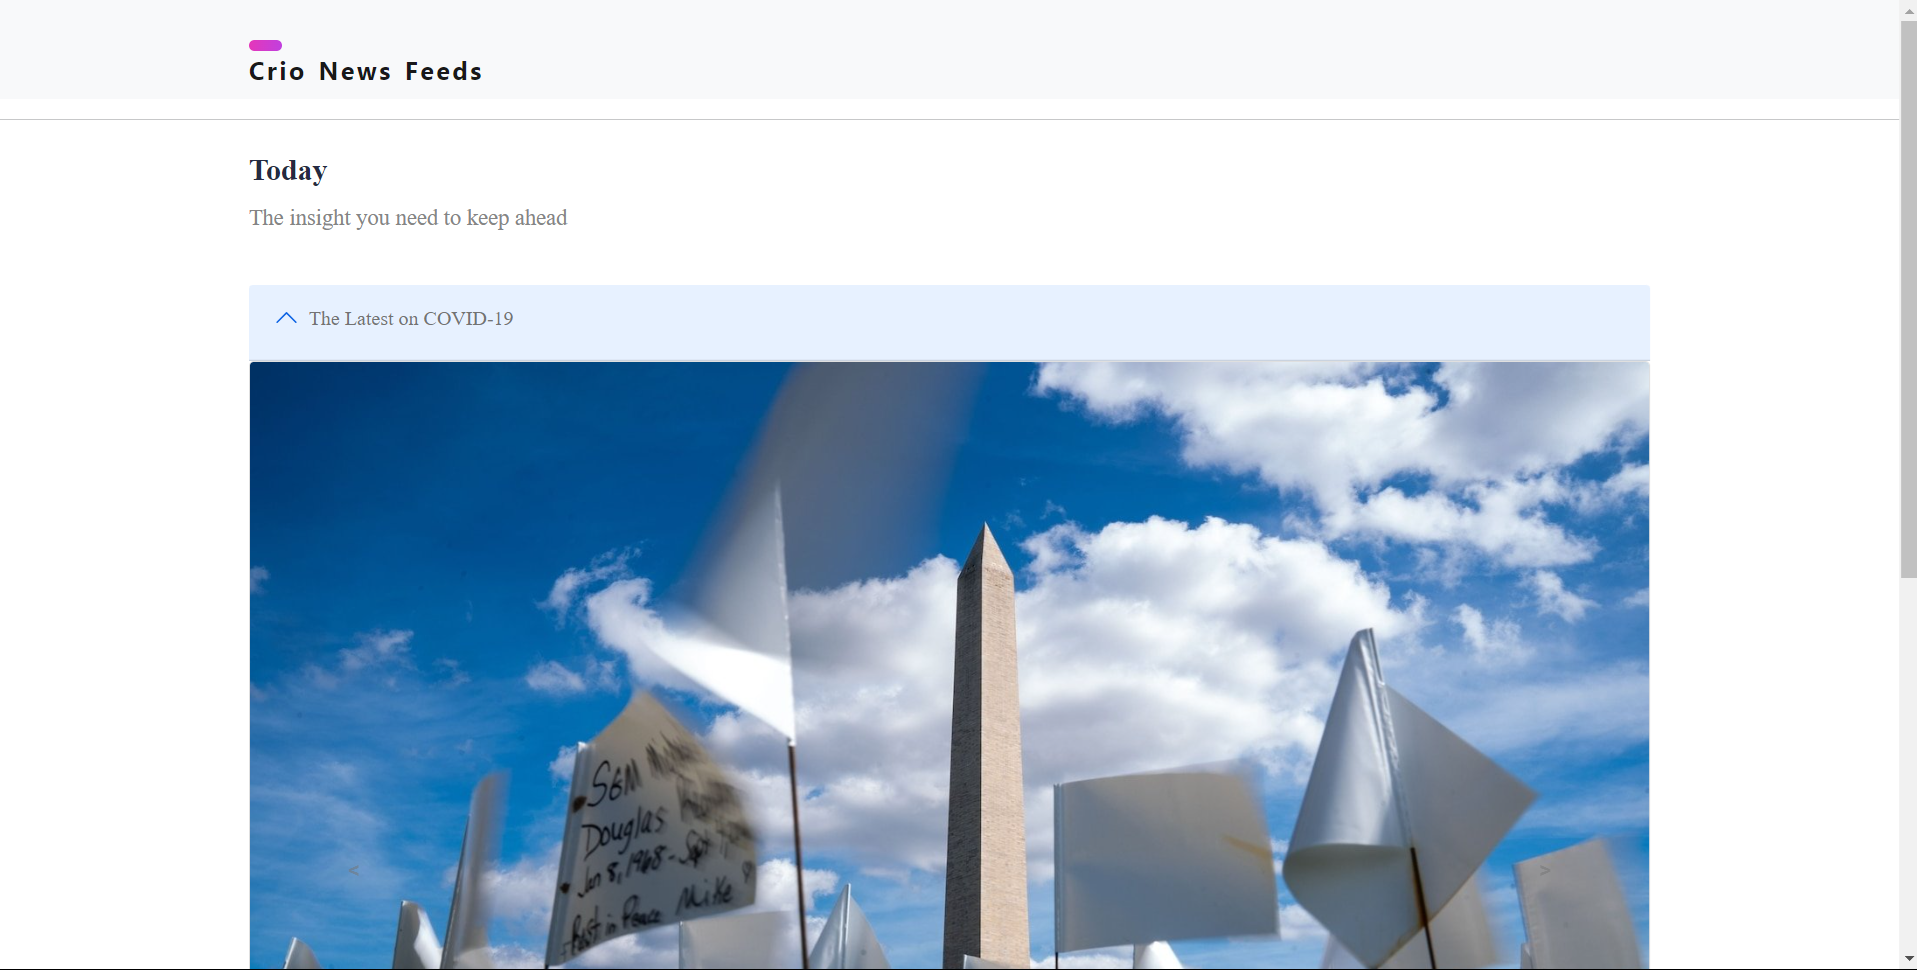 Crio News Feeds
Today
The insight you need to keep ahead
The Latest on COVID-19
SGM
Douglas
Jan 8, 1968 -
Rest in Peace Mike
<
>